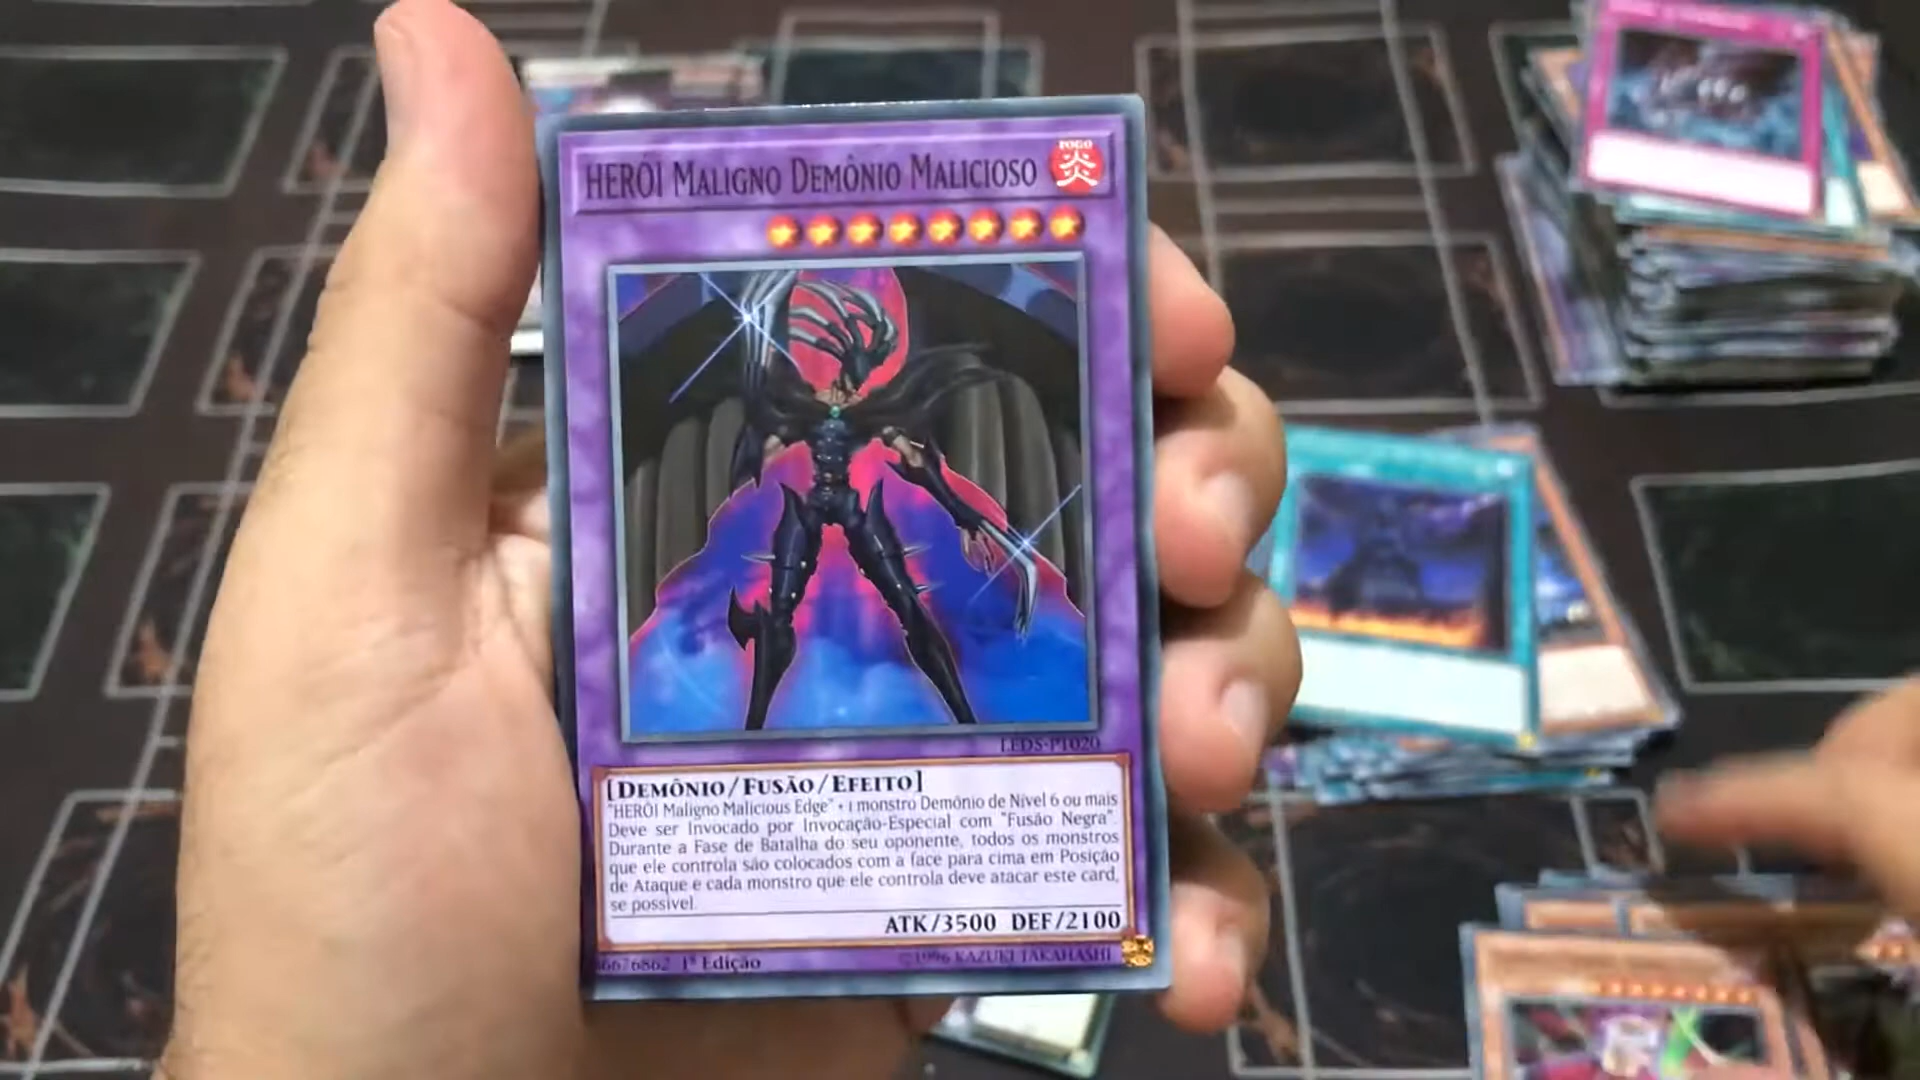 HERÓI MALIGNO DEMÔNIO MALICIOSO
FOGO
炎
LED5-PT020
[DEMÔNIO/FUSÃO/EFEITO]
"HERÓI Maligno Malicious Edge" + 1 monstro Demônio de Nível 6 ou mais
Deve ser Invocado por Invocação-Especial com "Fusão Negra".
Durante a Fase de Batalha do seu oponente, todos os monstros
que ele controla são colocados com a face para cima em Posição
de Ataque e cada monstro que ele controla deve atacar este card,
se possível.
ATK/3500 DEF/2100
1ª Edição
©1996 KAZUKI TAKAHASHI